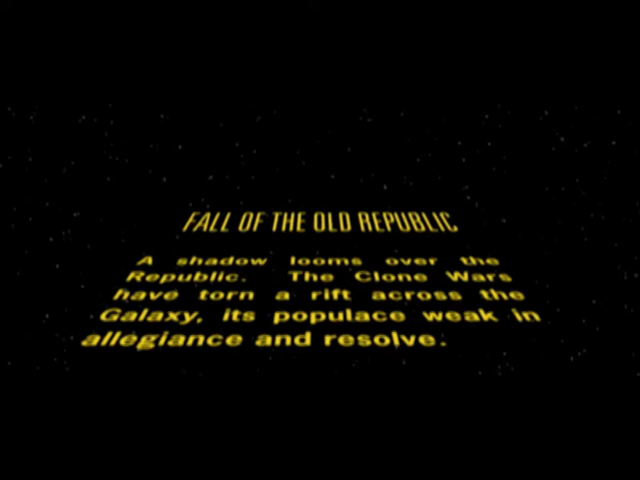 FALL OF THE OLD REPUBLIC
A shadow looms over the
Republic. The Clone Wars
have torn a rift across the
Galaxy, its populace weak in
allegiance and resolve.